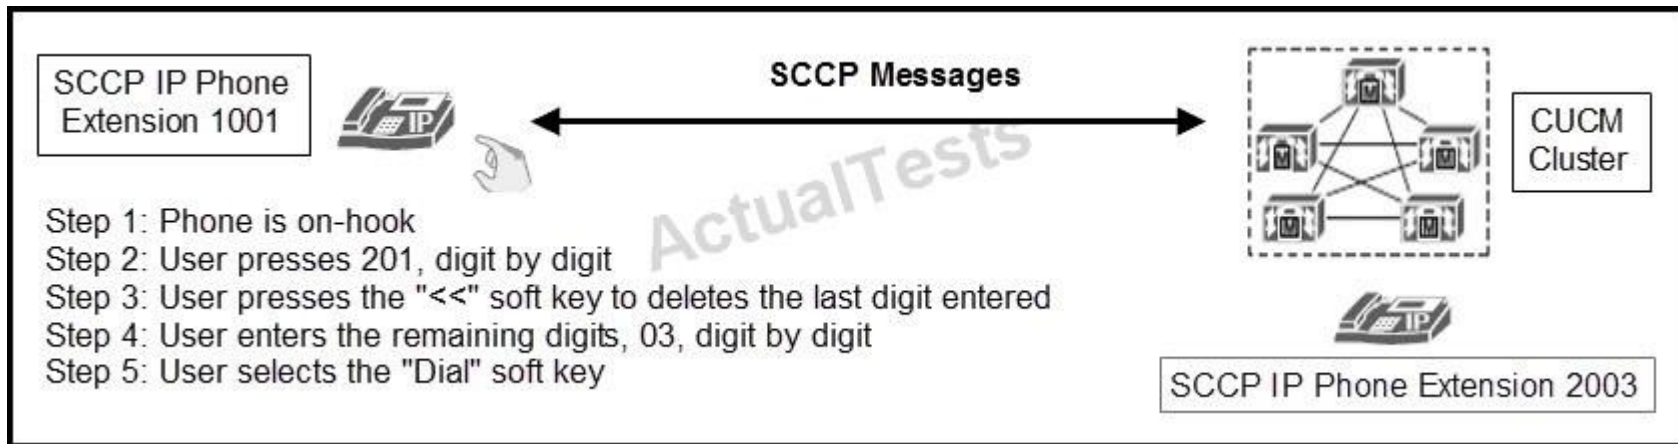 SCCP IP Phone
Extension 1001
IP
SCCP Messages
CUCM
Cluster
M
M
M
M
M
ActualTests
Step 1: Phone is on-hook
Step 2: User presses 201, digit by digit
Step 3: User presses the "<<" soft key to deletes the last digit entered
Step 4: User enters the remaining digits, 03, digit by digit
Step 5: User selects the "Dial" soft key
IP
SCCP IP Phone Extension 2003